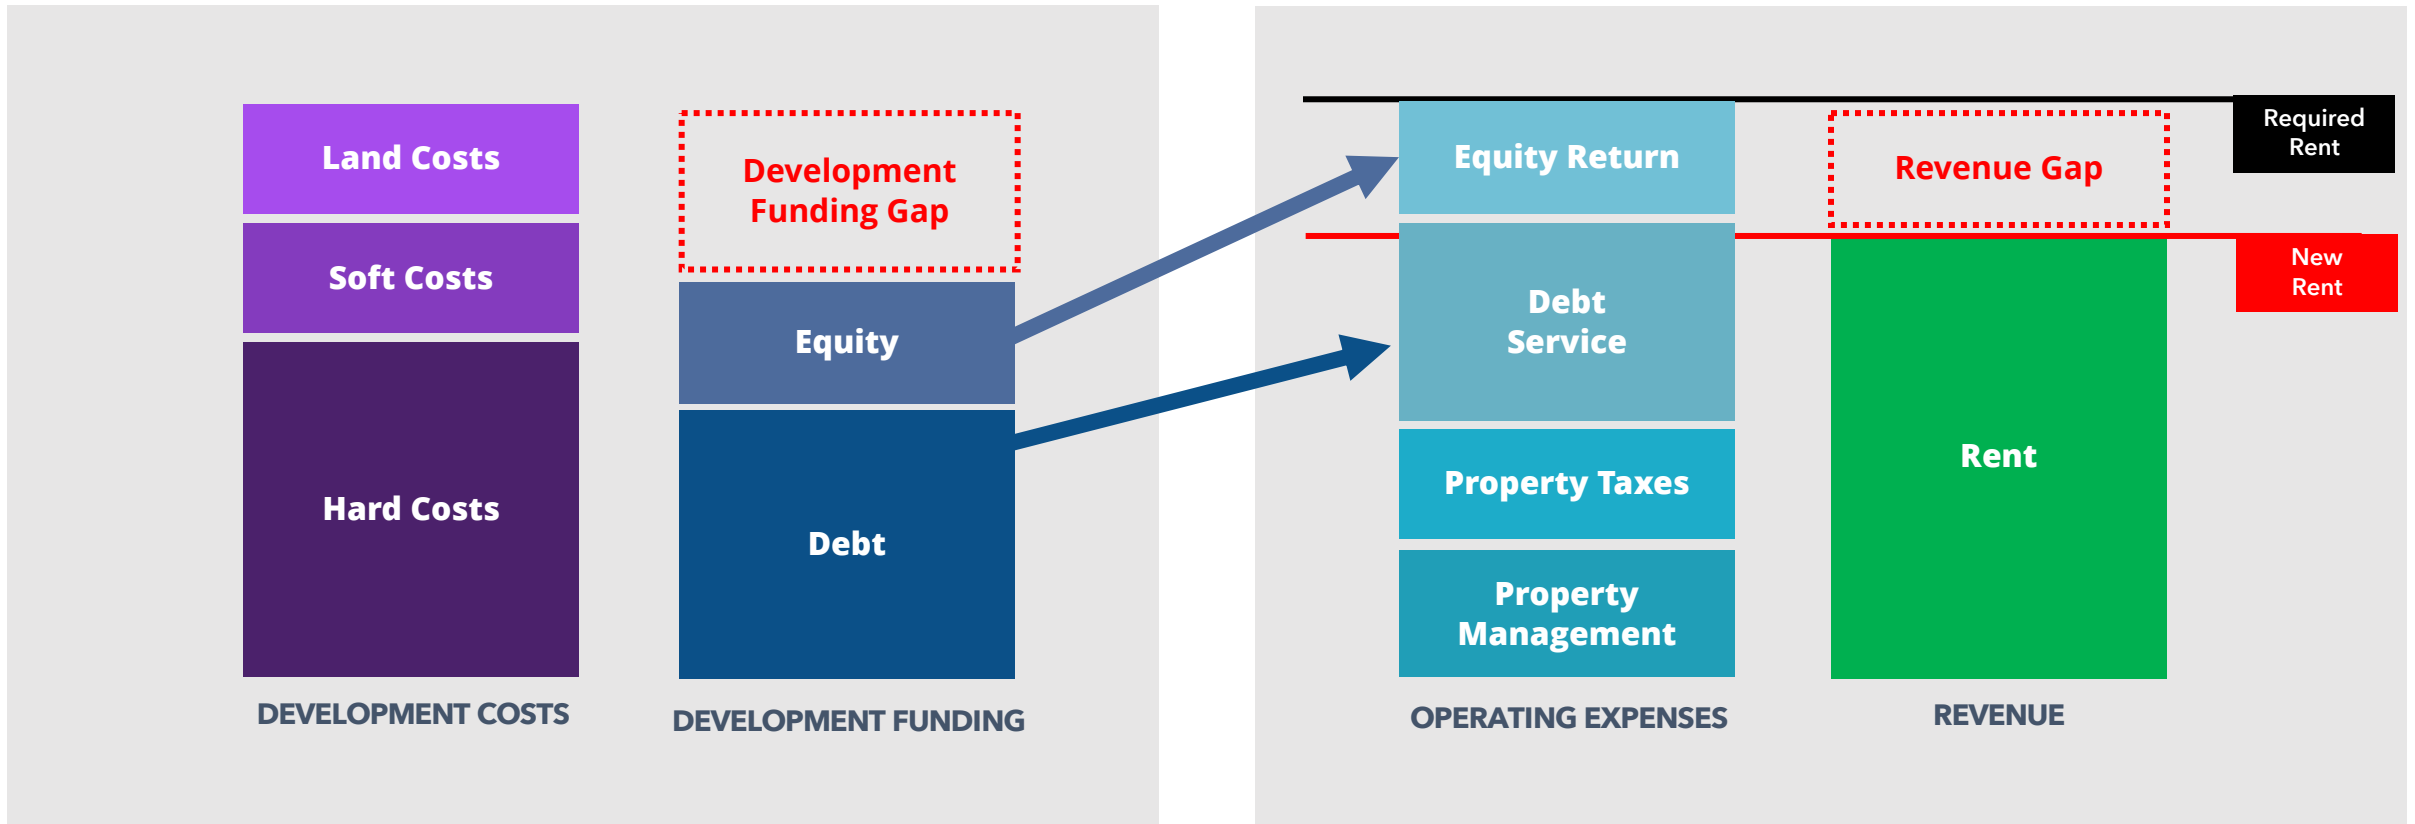 Land Costs
Soft Costs
Hard Costs
DEVELOPMENT COSTS
Development
Funding Gap
Equity
Debt
DEVELOPMENT FUNDING
Equity Return
Debt
Service
Property Taxes
Property
Management
OPERATING EXPENSES
Revenue Gap
Rent
REVENUE
Required
Rent
New
Rent